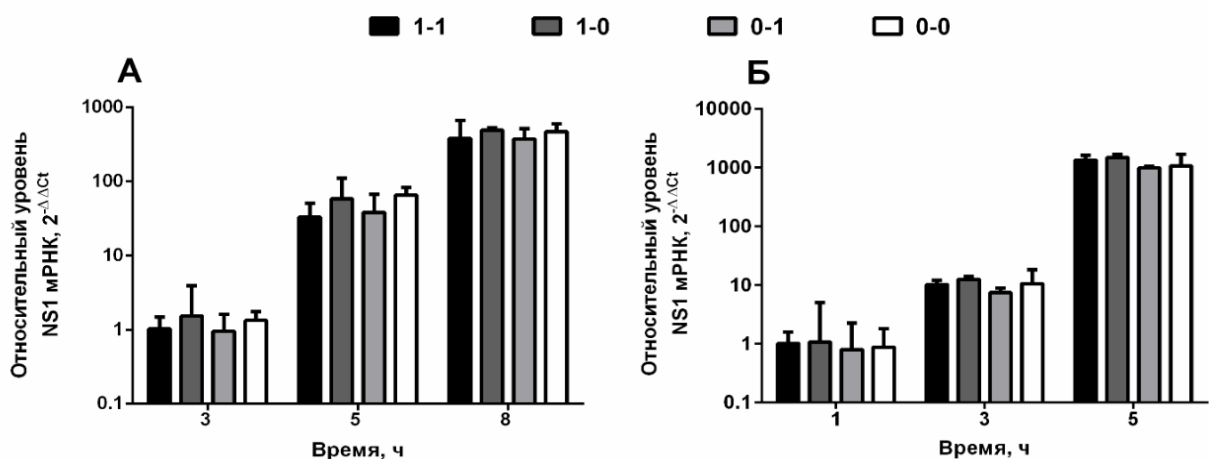 1-1 1-0 0-1 0-0
А
Относительный уровень
NS1 мРНК, 2^-ΔΔCt
1000
100
10
1
0.1
3 5 8
Время, ч
Б
Относительный уровень
NS1 мРНК, 2^-ΔΔCt
10000
1000
100
10
1
0.1
1 3 5
Время, ч